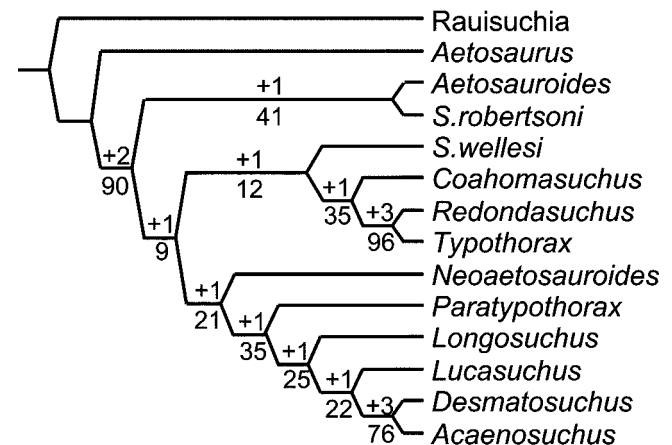 Rauisuchia
Aetosaurus
+1
Aetosauroides
41
S.robertsoni
+2
+1
S.wellesi
90
12
+1
Coahomasuchus
35
+3
Redondasuchus
+1
96
Typothorax
9
Neoaetosauroides
+1
21
+1
Paratypothorax
35
+1
Longosuchus
25
+1
Lucasuchus
22
+3
Desmatosuchus
76
Acaenosuchus